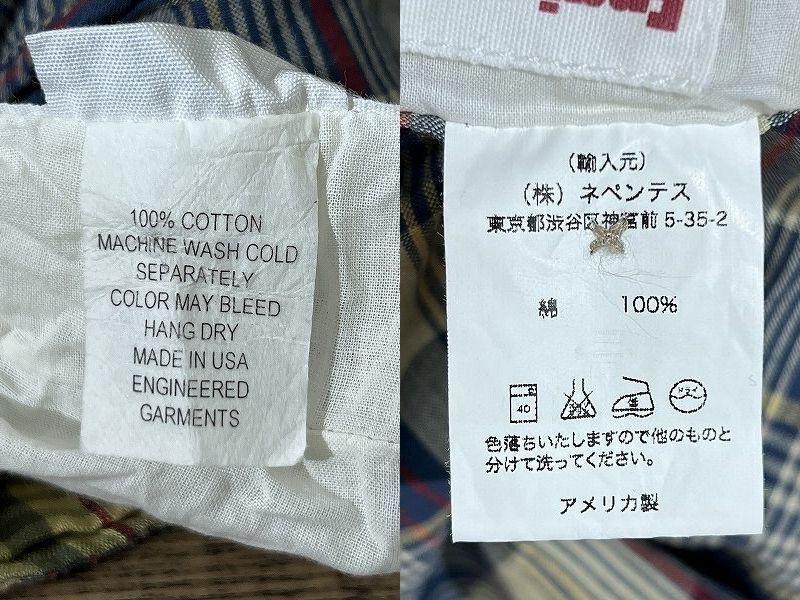 100% COTTON
MACHINE WASH COLD
SEPARATELY
COLOR MAY BLEED
HANG DRY
MADE IN USA
ENGINEERED
GARMENTS
(輸入元)
(株) ネペンテス
東京都渋谷区神宮前 5-35-2
綿 100%
40
ドライ
色落ちいたしますので他のものと
分けて洗ってください。
アメリカ製